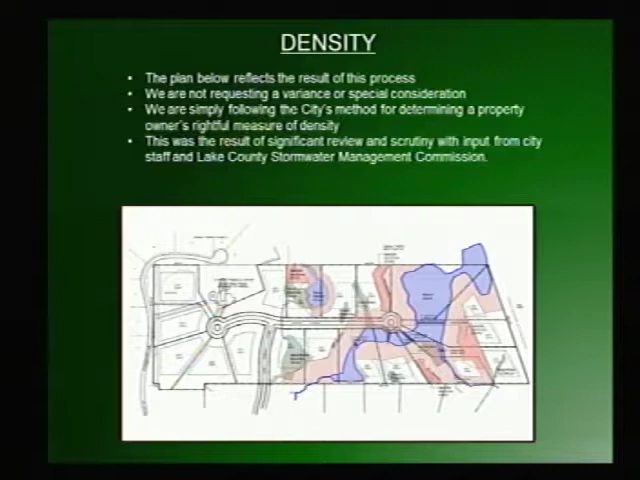 DENSITY
• The plan below reflects the result of this process
• We are not requesting a variance or special consideration
• We are simply following the City's method for determining a property
owner's rightful measure of density
• This was the result of significant review and scrutiny with input from city
staff and Lake County Stormwater Management Commission.